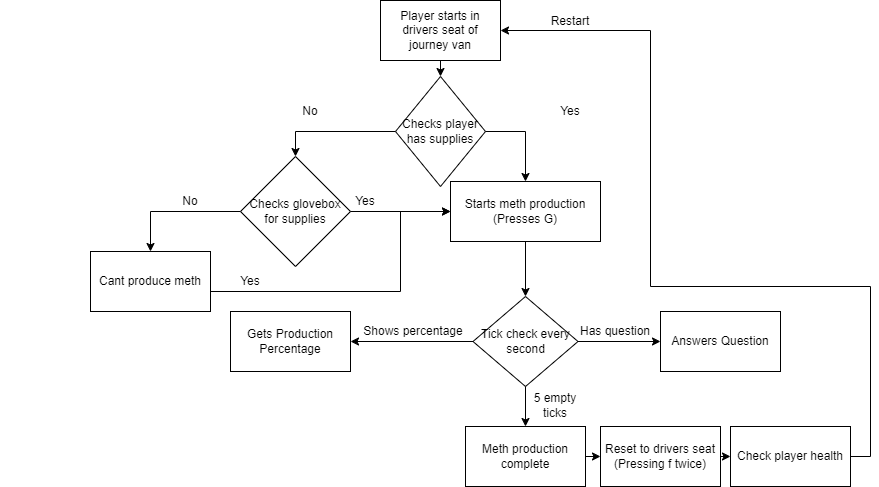 Player starts in
drivers seat of
journey van
Restart
No
Yes
Checks player
has supplies
No
Checks glovebox
for supplies
Yes
Starts meth production
(Presses G)
Cant produce meth
Yes
Gets Production
Percentage
Shows percentage
Tick check every
second
Has question
Answers Question
5 empty
ticks
Meth production
complete
Reset to drivers seat
(Pressing f twice)
Check player health